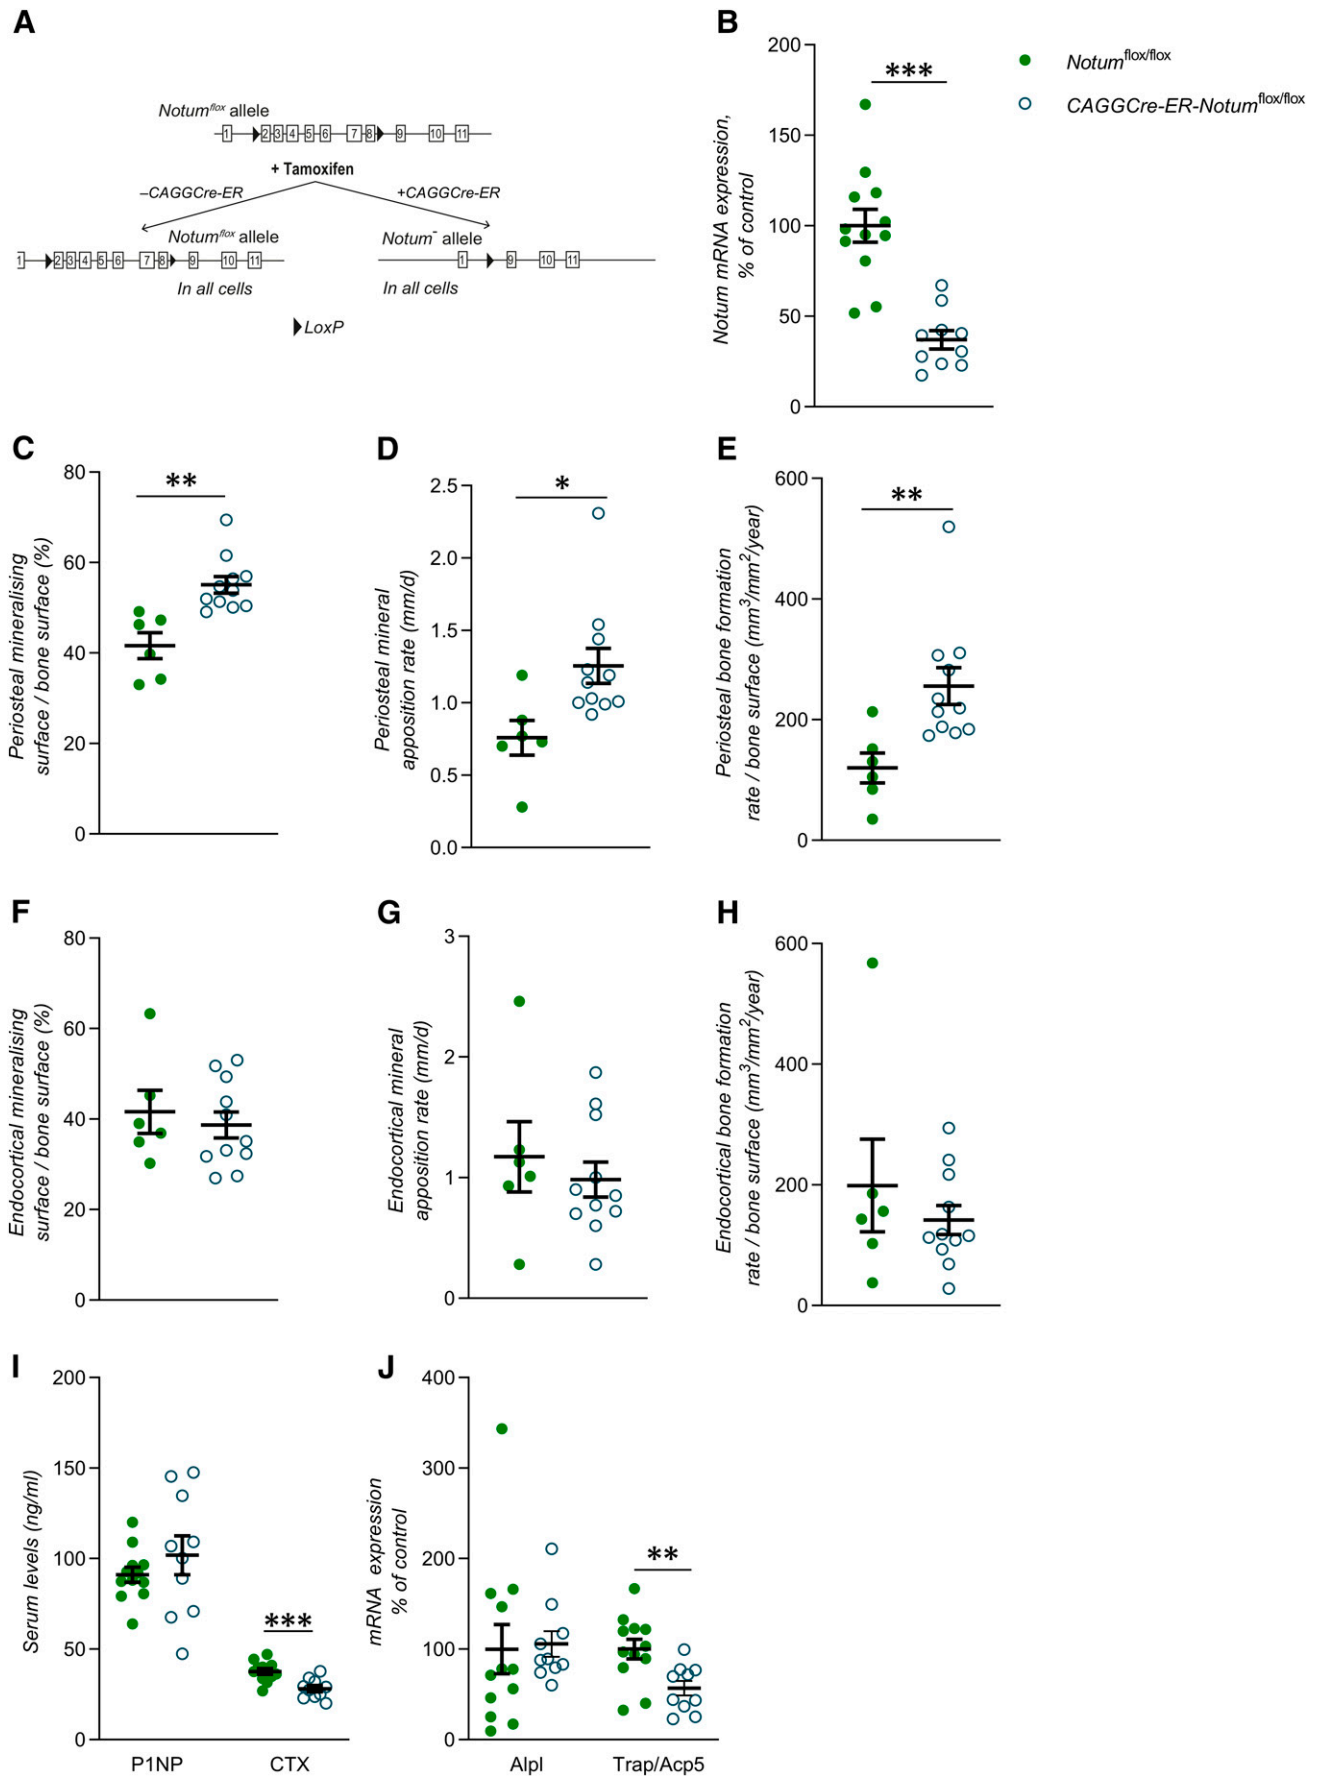 A
Notum^flox allele
1 2 3 4 5 6 7 8 9 10 11
+ Tamoxifen
–CAGGCre-ER
+CAGGCre-ER
Notum^flox allele
Notum^- allele
1 2 3 4 5 6 7 8 9 10 11
1 9 10 11
In all cells
In all cells
LoxP
B
Notum mRNA expression,
% of control
200
150
100
50
0
***
Notum^flox/flox
CAGGCre-ER-Notum^flox/flox
C
Periosteal mineralising
surface / bone surface (%)
80
60
40
20
0
**
D
Periosteal mineral
apposition rate (mm/d)
2.5
2.0
1.5
1.0
0.5
0.0
*
E
Periosteal bone formation
rate / bone surface (mm³/mm²/year)
600
400
200
0
**
F
Endocortical mineralising
surface / bone surface (%)
80
60
40
20
0
G
Endocortical mineral
apposition rate (mm/d)
3
2
1
0
H
Endocortical bone formation
rate / bone surface (mm³/mm²/year)
600
400
200
0
I
Serum levels (ng/ml)
200
150
100
50
0
***
P1NP
CTX
J
mRNA expression
% of control
400
300
200
100
0
**
Alpl
Trap/Acp5